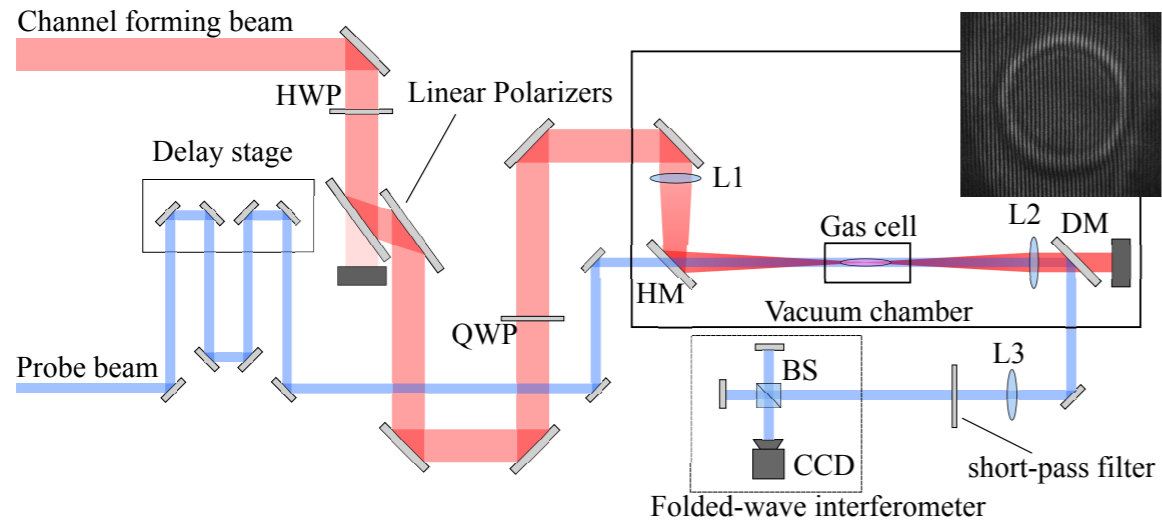 Channel forming beam
HWP
Linear Polarizers
Delay stage
L1
L2
DM
Gas cell
HM
Vacuum chamber
QWP
Probe beam
BS
L3
CCD
short-pass filter
Folded-wave interferometer